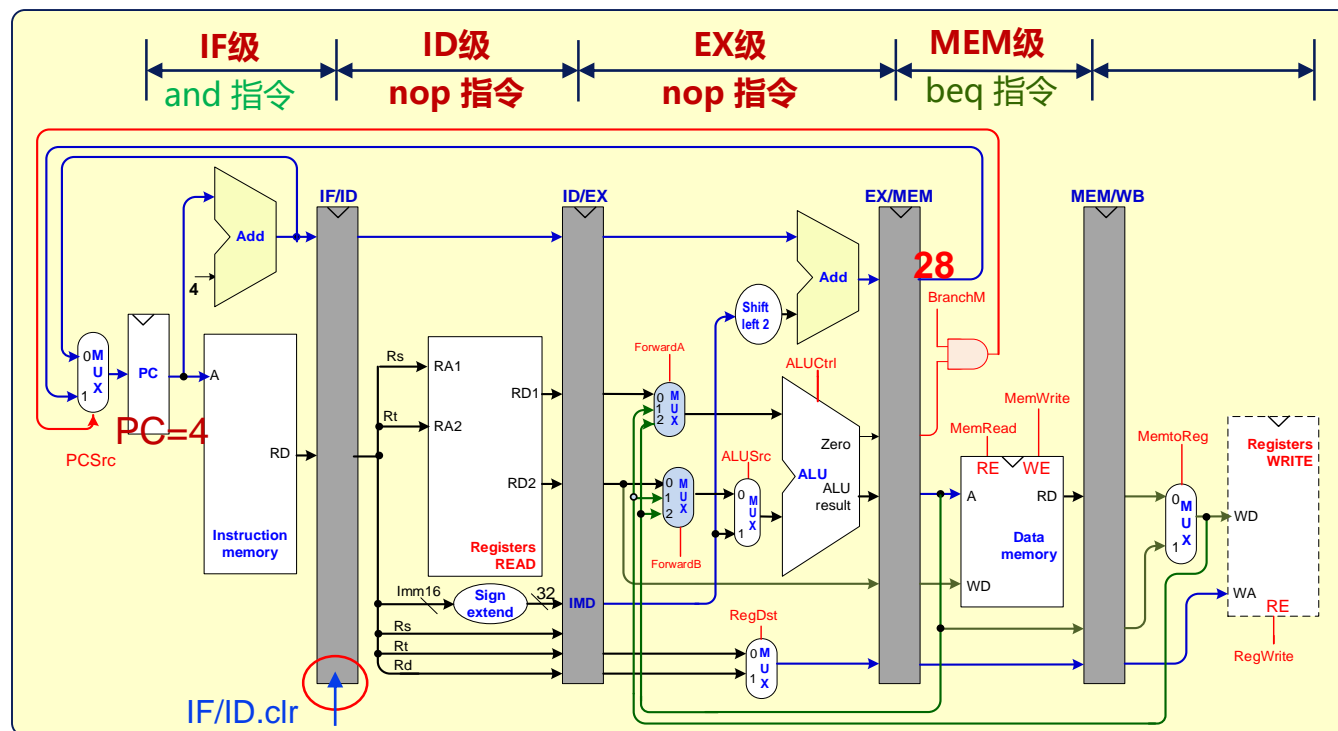 IF级
ID级
EX级
MEM级
and 指令
nop 指令
nop 指令
beq 指令
IF/ID
ID/EX
EX/MEM
MEM/WB
Add
4
Add
28
BranchM
Shift
left 2
0
M
U
X
1
PC
A
Rs
RA1
ForwardA
ALUCtrl
RD1
0
1
2
M
U
X
Rt
RA2
MemWrite
PC=4
PCSrc
RD
Zero
MemRead
MemtoReg
Registers
WRITE
ALUSrc
ALU
ALU
result
RE
WE
RD2
0
1
2
M
U
X
0
M
U
X
1
A
RD
0
M
U
X
1
WD
Instruction
memory
Registers
READ
Data
memory
ForwardB
WD
Imm16
Sign
extend
32
IMD
WA
RE
Rs
RegDst
Rt
Rd
0
M
U
X
1
RegWrite
IF/ID.clr